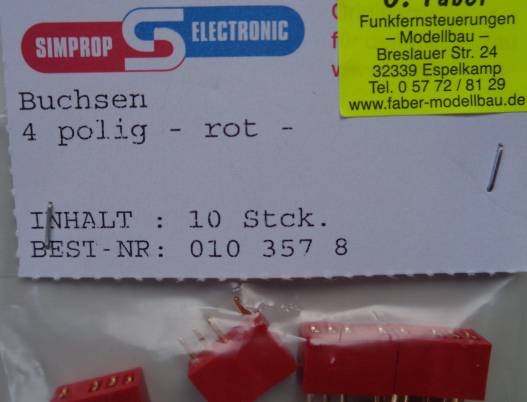 SIMPROP ELECTRONIC
Faber
Funkfernsteuerungen
– Modellbau –
Breslauer Str. 24
32339 Espelkamp
Tel. 0 57 72 / 81 29
www.faber-modellbau.de
Buchsen
4 polig - rot -
INHALT : 10 Stck.
BEST-NR: 010 357 8